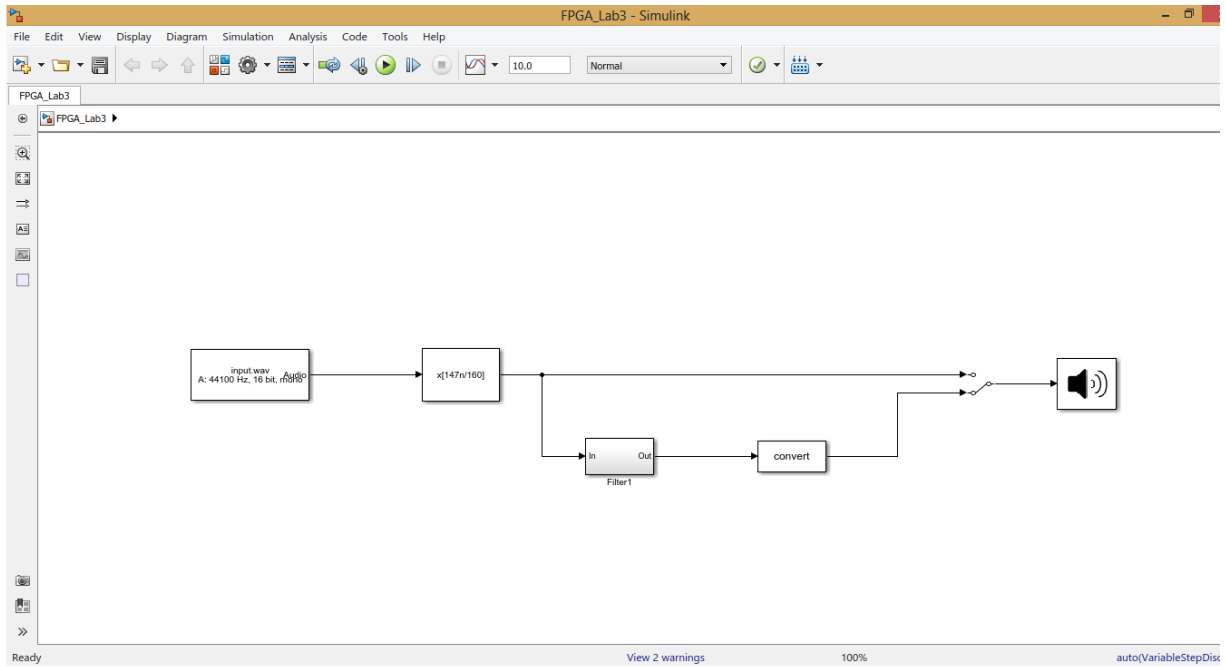 FPGA_Lab3 - Simulink
File Edit View Display Diagram Simulation Analysis Code Tools Help
10.0 Normal
FPGA_Lab3
FPGA_Lab3
input.wav
A: 44100 Hz, 16 bit, mono
Audio
x[147n/160]
In Out
Filter1
convert
Ready View 2 warnings 100% auto(VariableStepDisc